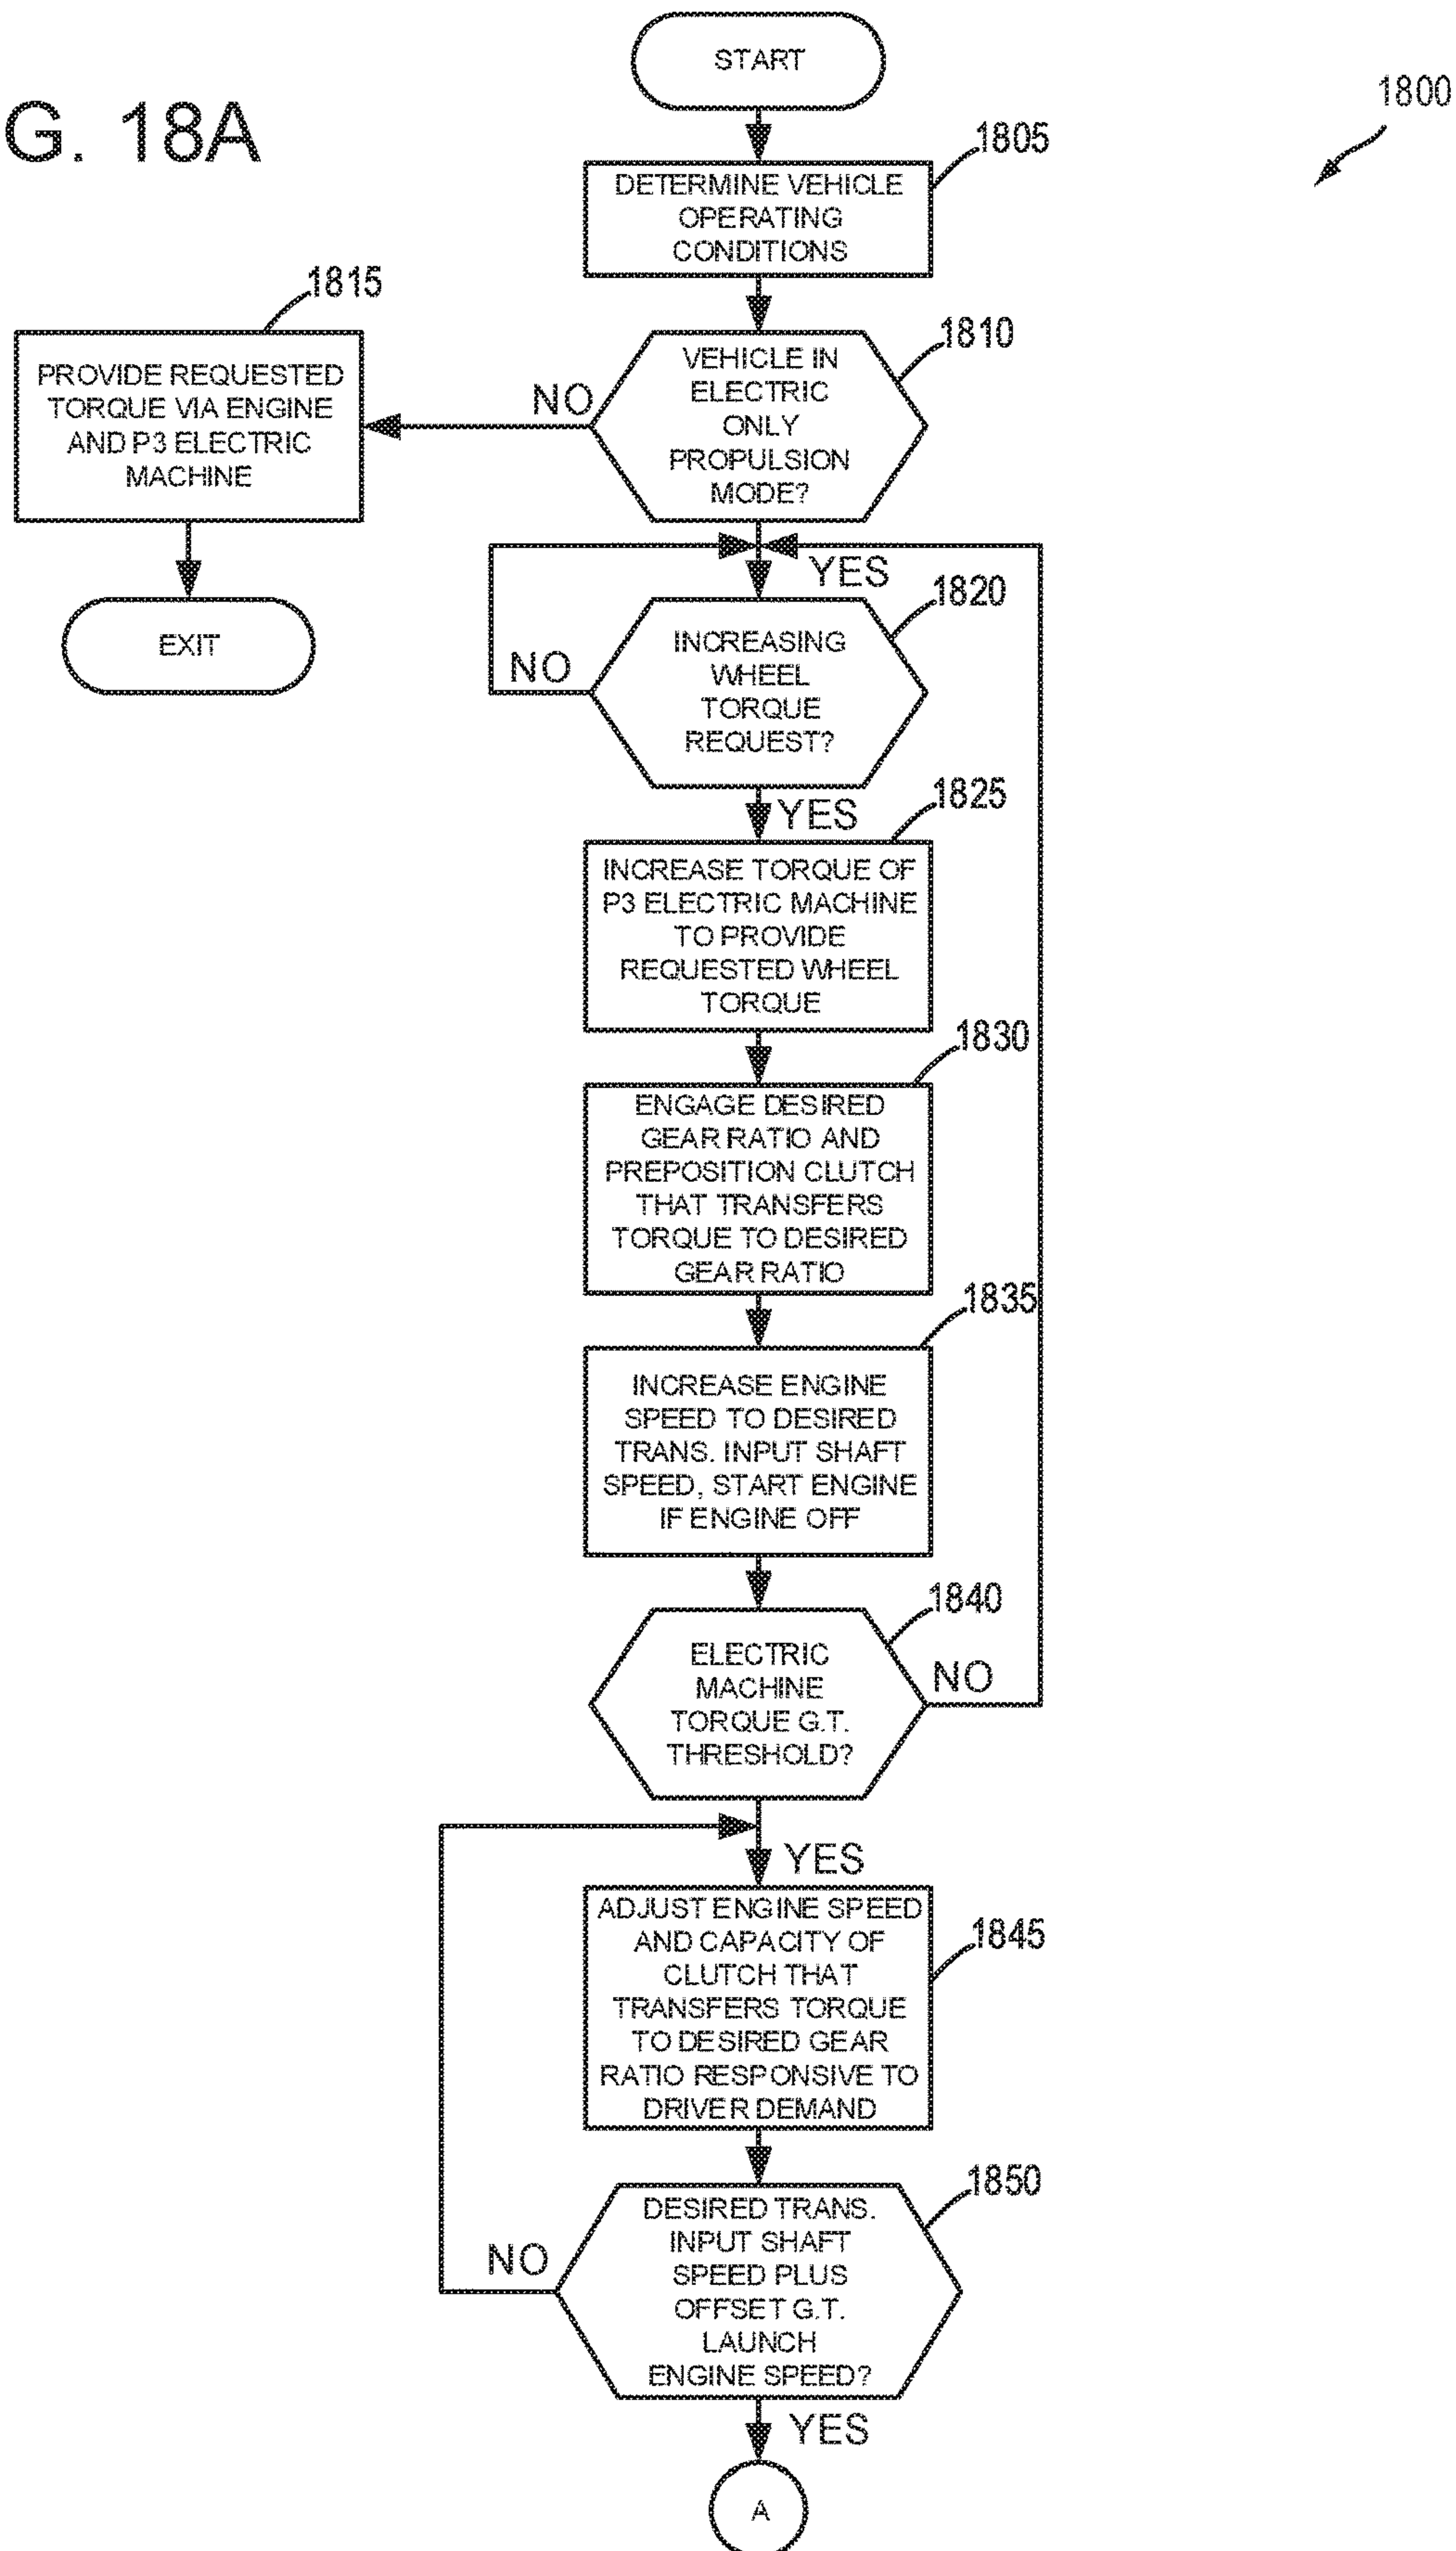 G. 18A
1800
START
1805
DETERMINE VEHICLE
OPERATING
CONDITIONS
1810
VEHICLE IN
ELECTRIC
ONLY
PROPULSION
MODE?
NO
1815
PROVIDE REQUESTED
TORQUE VIA ENGINE
AND P3 ELECTRIC
MACHINE
EXIT
YES
1820
INCREASING
WHEEL
TORQUE
REQUEST?
NO
YES
1825
INCREASE TORQUE OF
P3 ELECTRIC MACHINE
TO PROVIDE
REQUESTED WHEEL
TORQUE
1830
ENGAGE DESIRED
GEAR RATIO AND
PREPOSITION CLUTCH
THAT TRANSFERS
TORQUE TO DESIRED
GEAR RATIO
1835
INCREASE ENGINE
SPEED TO DESIRED
TRANS. INPUT SHAFT
SPEED, START ENGINE
IF ENGINE OFF
1840
ELECTRIC
MACHINE
TORQUE G.T.
THRESHOLD?
NO
YES
1845
ADJUST ENGINE SPEED
AND CAPACITY OF
CLUTCH THAT
TRANSFERS TORQUE
TO DESIRED GEAR
RATIO RESPONSIVE TO
DRIVER DEMAND
1850
DESIRED TRANS.
INPUT SHAFT
SPEED PLUS
OFFSET G.T.
LAUNCH
ENGINE SPEED?
NO
YES
A